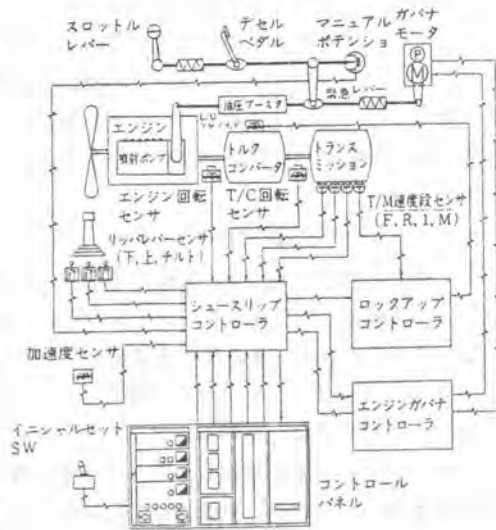 スロットル
レバー
デセル
ペダル
マニュアル
ポテンショ
ガバナ
モータ
P
M
緊急レバー
油圧ブースタ
L/U
ソレノイド
エンジン
噴射ポンプ
トルク
コンバータ
トランス
ミッション
エンジン回転
センサ
T/C回転
センサ
T/M速度段センサ
(F, R, 1, M)
リッパレバーセンサ
(下, 上, チルト)
シュースリップ
コントローラ
ロックアップ
コントローラ
加速度センサ
エンジンガバナ
コントローラ
イニシャルセット
SW
コントロール
パネル